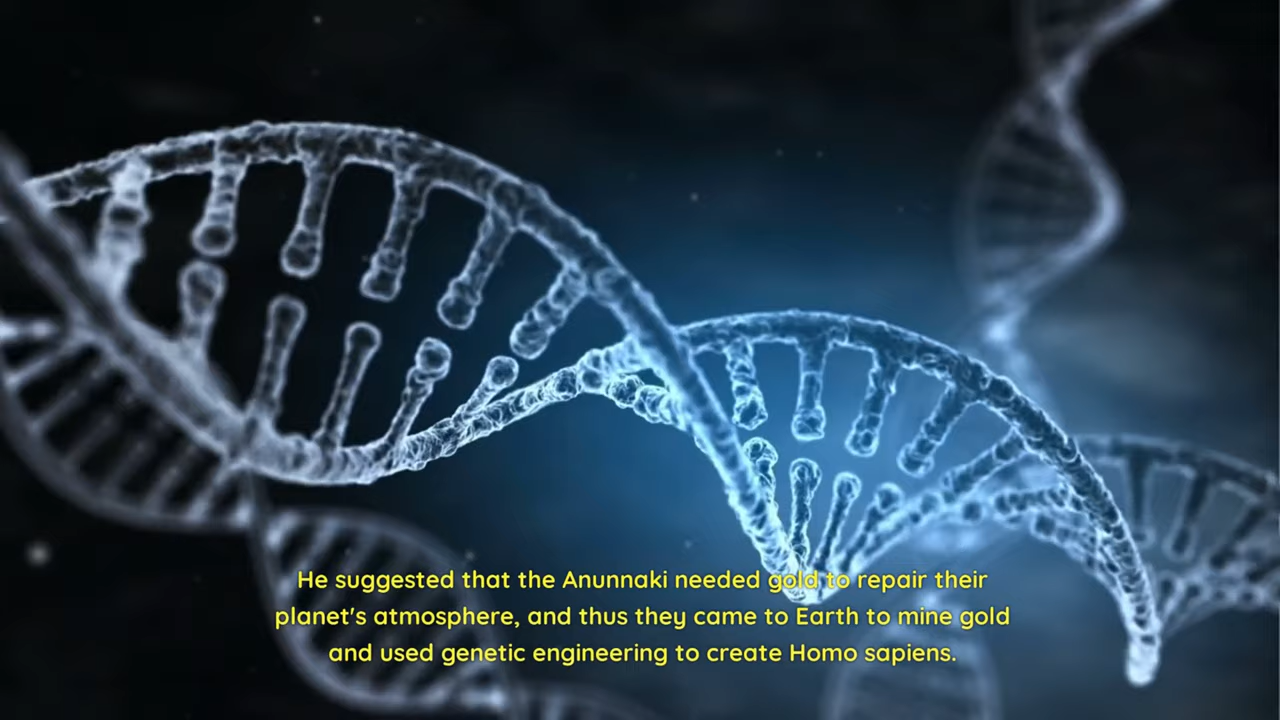 He suggested that the Anunnaki needed gold to repair their
planet's atmosphere, and thus they came to Earth to mine gold
and used genetic engineering to create Homo sapiens.